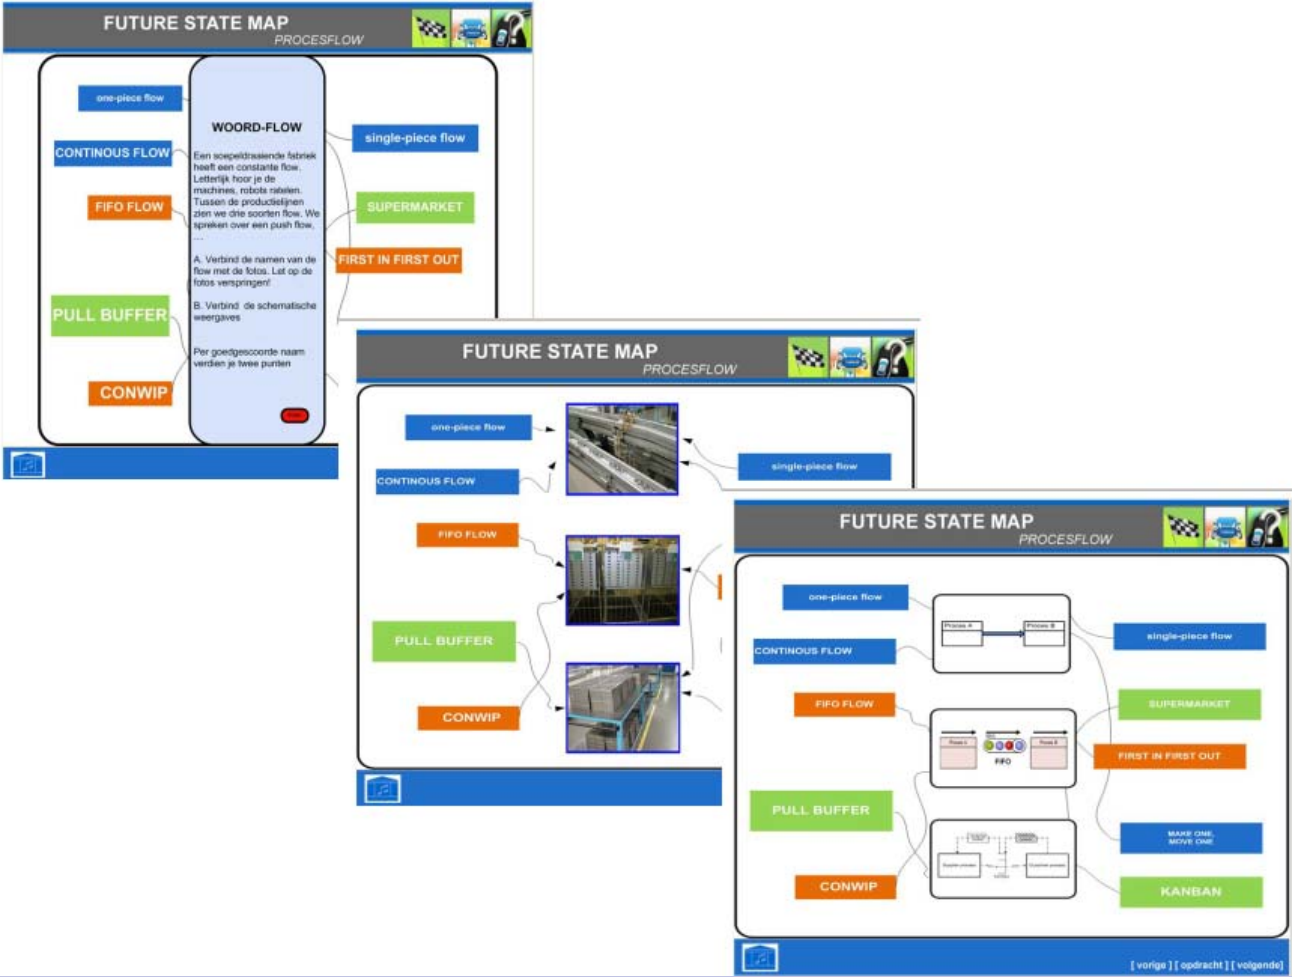 FUTURE STATE MAP
PROCESFLOW
one-piece flow
CONTINOUS FLOW
FIFO FLOW
PULL BUFFER
CONWIP
WOORD-FLOW
Een soepeldraaiende fabriek
heeft een constante flow.
Letterlijk hoor je de
machines, robots ratelen.
Tussen de productielijnen
zien we drie soorten flow. We
spreken over een push flow,
...
A. Verbind de namen van de
flow met de fotos. Let op de
fotos verspringen!
B. Verbind de schematische
weergaves
Per goedgescoorde naam
verdien je twee punten
single-piece flow
SUPERMARKET
FIRST IN FIRST OUT
FUTURE STATE MAP
PROCESFLOW
one-piece flow
CONTINOUS FLOW
FIFO FLOW
PULL BUFFER
CONWIP
single-piece flow
FUTURE STATE MAP
PROCESFLOW
one-piece flow
CONTINOUS FLOW
FIFO FLOW
PULL BUFFER
CONWIP
Proces A
Proces B
FIFO
single-piece flow
SUPERMARKET
FIRST IN FIRST OUT
MAKE ONE,
MOVE ONE
KANBAN
[ vorige ] [ opdracht ] [ volgende]